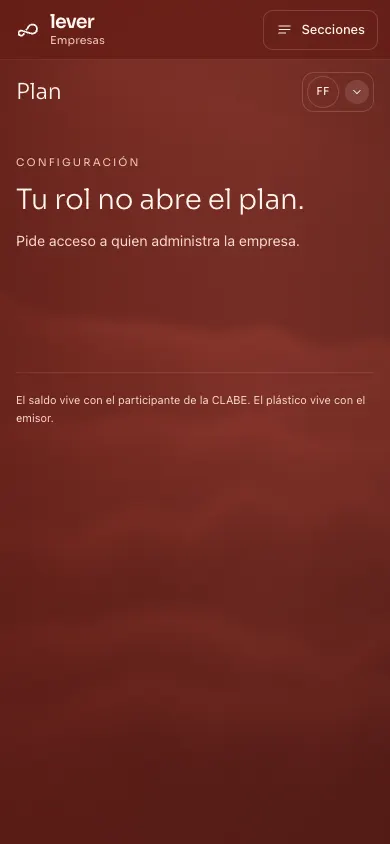 lever
Empresas
Secciones
Plan
FF
CONFIGURACIÓN
Tu rol no abre el plan.
Pide acceso a quien administra la empresa.
El saldo vive con el participante de la CLABE. El plástico vive con el
emisor.